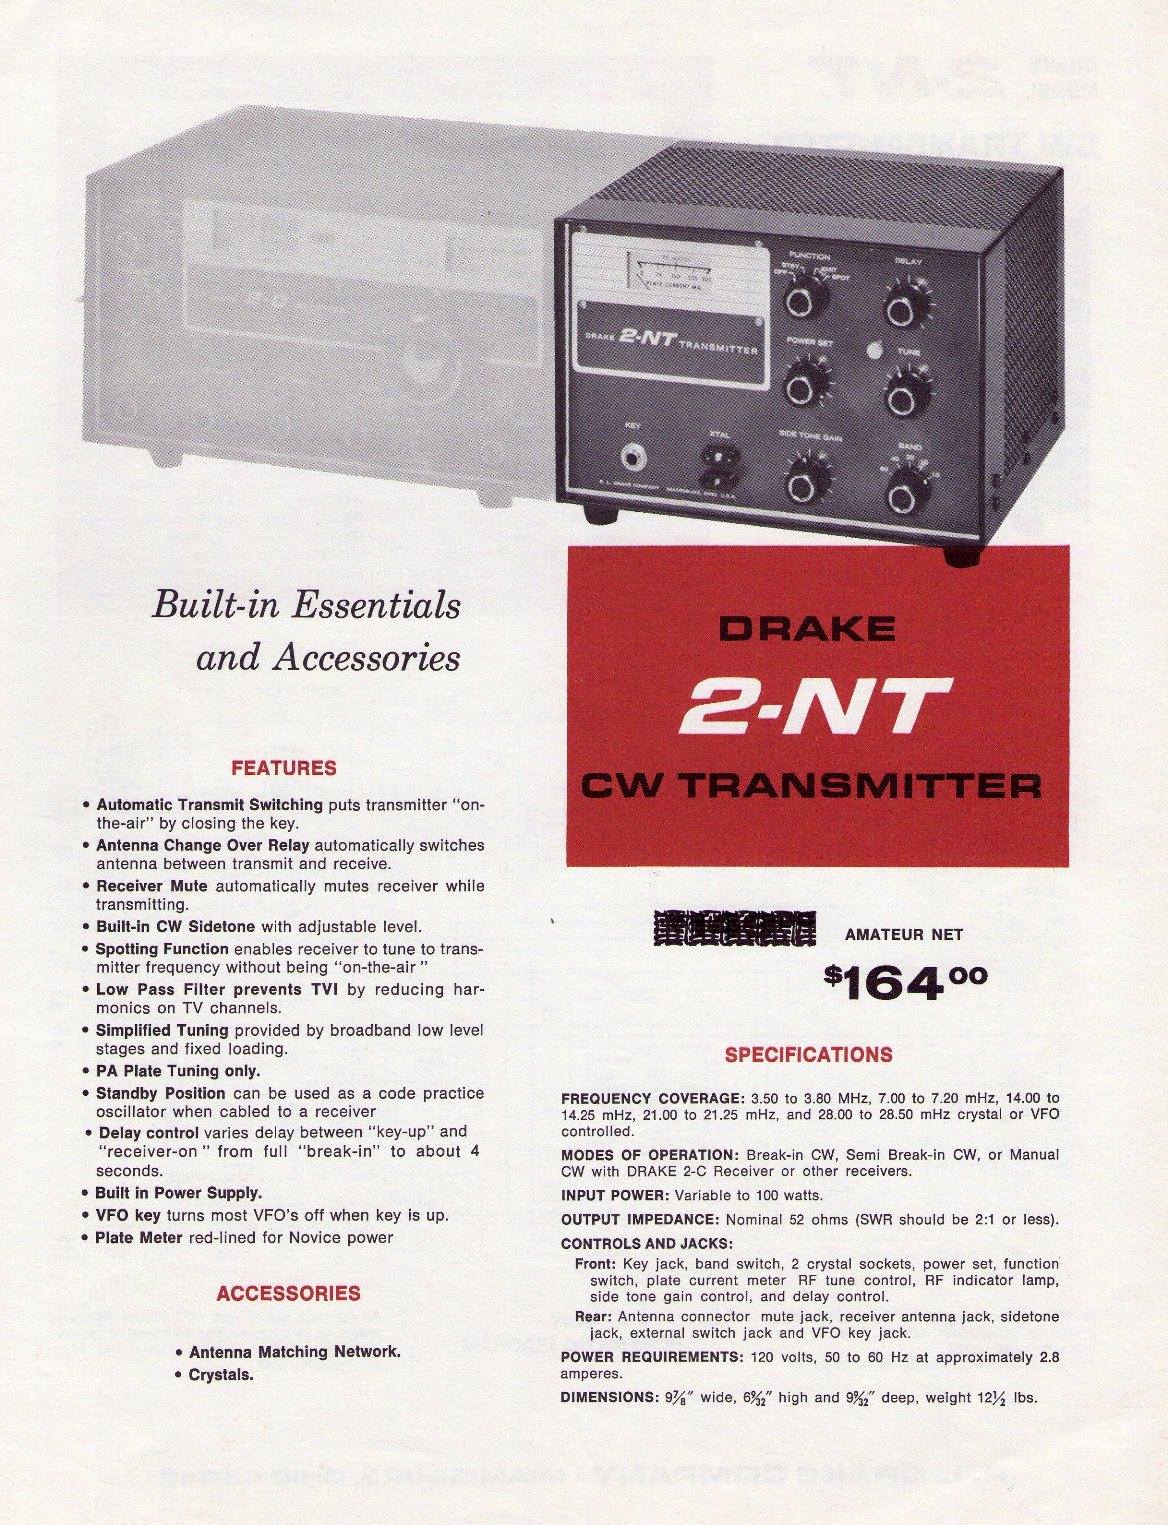 FUNCTION
DELAY
STBY XMIT
OFF SPOT
PLATE CURRENT MA.
POWER SET
TUNE
DRAKE 2-NT TRANSMITTER
KEY
XTAL
SIDE TONE GAIN
BAND
40 20
80 10
R. L. DRAKE COMPANY MIAMISBURG, OHIO U.S.A.
Built-in Essentials
and Accessories
DRAKE
2-NT
CW TRANSMITTER
FEATURES
• Automatic Transmit Switching puts transmitter "on-
the-air" by closing the key.
• Antenna Change Over Relay automatically switches
antenna between transmit and receive.
• Receiver Mute automatically mutes receiver while
transmitting.
• Built-in CW Sidetone with adjustable level.
• Spotting Function enables receiver to tune to trans-
mitter frequency without being "on-the-air"
• Low Pass Filter prevents TVI by reducing har-
monics on TV channels.
• Simplified Tuning provided by broadband low level
stages and fixed loading.
• PA Plate Tuning only.
• Standby Position can be used as a code practice
oscillator when cabled to a receiver
• Delay control varies delay between "key-up" and
"receiver-on" from full "break-in" to about 4
seconds.
• Built in Power Supply.
• VFO key turns most VFO's off when key is up.
• Plate Meter red-lined for Novice power
ACCESSORIES
• Antenna Matching Network.
• Crystals.
AMATEUR NET
$164⁰⁰
SPECIFICATIONS
FREQUENCY COVERAGE: 3.50 to 3.80 MHz, 7.00 to 7.20 mHz, 14.00 to
14.25 mHz, 21.00 to 21.25 mHz, and 28.00 to 28.50 mHz crystal or VFO
controlled.
MODES OF OPERATION: Break-in CW, Semi Break-in CW, or Manual
CW with DRAKE 2-C Receiver or other receivers.
INPUT POWER: Variable to 100 watts.
OUTPUT IMPEDANCE: Nominal 52 ohms (SWR should be 2:1 or less).
CONTROLS AND JACKS:
Front: Key jack, band switch, 2 crystal sockets, power set, function
switch, plate current meter RF tune control, RF indicator lamp,
side tone gain control, and delay control.
Rear: Antenna connector mute jack, receiver antenna jack, sidetone
jack, external switch jack and VFO key jack.
POWER REQUIREMENTS: 120 volts, 50 to 60 Hz at approximately 2.8
amperes.
DIMENSIONS: 9⅞" wide, high and deep, weight 12½ lbs.